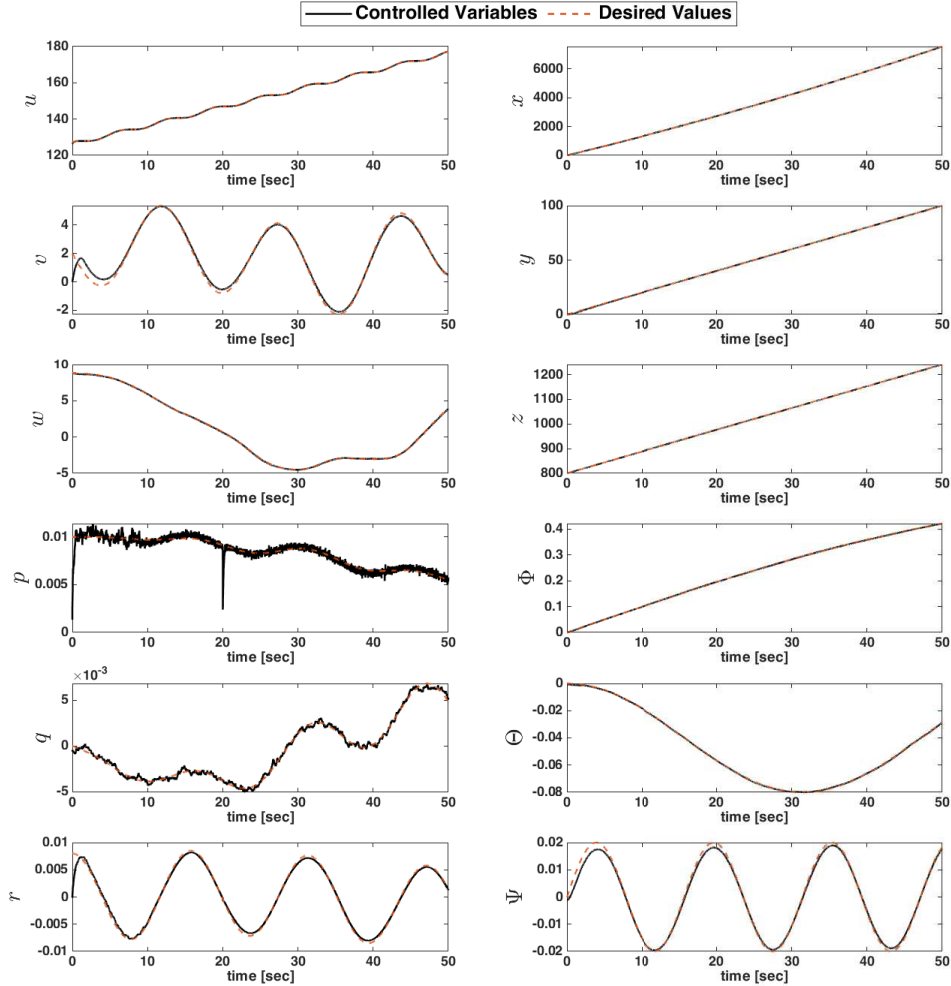 Controlled Variables Desired Values
180
160
140
120
u
0 10 20 30 40 50
time [sec]
6000
4000
2000
0
x
0 10 20 30 40 50
time [sec]
4
2
0
-2
v
0 10 20 30 40 50
time [sec]
100
50
0
y
0 10 20 30 40 50
time [sec]
10
5
0
-5
w
0 10 20 30 40 50
time [sec]
1200
1100
1000
900
800
z
0 10 20 30 40 50
time [sec]
0.01
0.005
0
p
0 10 20 30 40 50
time [sec]
0.4
0.3
0.2
0.1
0
Φ
0 10 20 30 40 50
time [sec]
×10⁻³
5
0
-5
q
0 10 20 30 40 50
time [sec]
0
-0.02
-0.04
-0.06
-0.08
Θ
0 10 20 30 40 50
time [sec]
0.01
0.005
0
-0.005
-0.01
r
0 10 20 30 40 50
time [sec]
0.02
0.01
0
-0.01
-0.02
Ψ
0 10 20 30 40 50
time [sec]